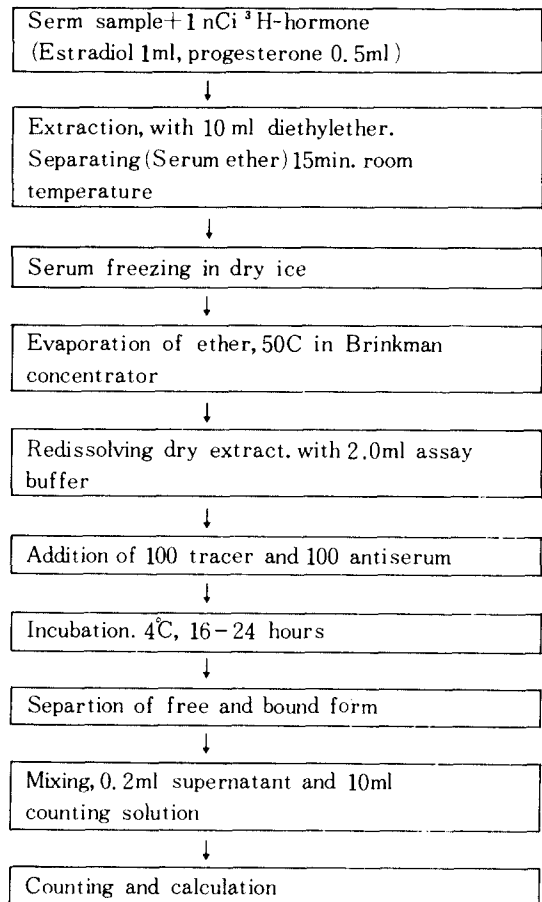 Serm sample+1 nCi ³H-hormone
(Estradiol 1ml, progesterone 0.5ml)
↓
Extraction, with 10 ml diethylether.
Separating (Serum ether) 15min. room
temperature
↓
Serum freezing in dry ice
↓
Evaporation of ether, 50C in Brinkman
concentrator
↓
Redissolving dry extract. with 2.0ml assay
buffer
↓
Addition of 100 tracer and 100 antiserum
↓
Incubation. 4℃, 16-24 hours
↓
Separtion of free and bound form
↓
Mixing, 0.2ml supernatant and 10ml
counting solution
↓
Counting and calculation